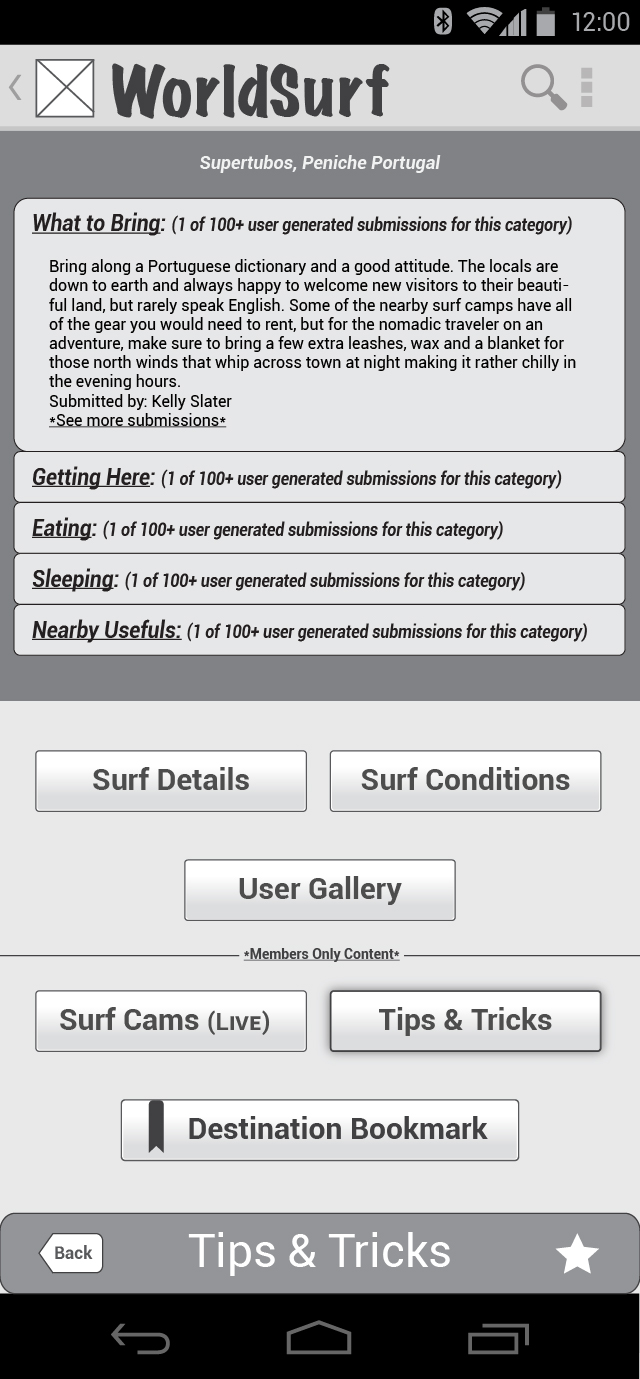 12:00
WorldSurf
Supertubos, Peniche Portugal
What to Bring: (1 of 100+ user generated submissions for this category)
Bring along a Portuguese dictionary and a good attitude. The locals are
down to earth and always happy to welcome new visitors to their beauti-
ful land, but rarely speak English. Some of the nearby surf camps have all
of the gear you would need to rent, but for the nomadic traveler on an
adventure, make sure to bring a few extra leashes, wax and a blanket for
those north winds that whip across town at night making it rather chilly in
the evening hours.
Submitted by: Kelly Slater
*See more submissions*
Getting Here: (1 of 100+ user generated submissions for this category)
Eating: (1 of 100+ user generated submissions for this category)
Sleeping: (1 of 100+ user generated submissions for this category)
Nearby Usefuls: (1 of 100+ user generated submissions for this category)
Surf Details
Surf Conditions
User Gallery
*Members Only Content*
Surf Cams (LIVE)
Tips & Tricks
Destination Bookmark
Back
Tips & Tricks